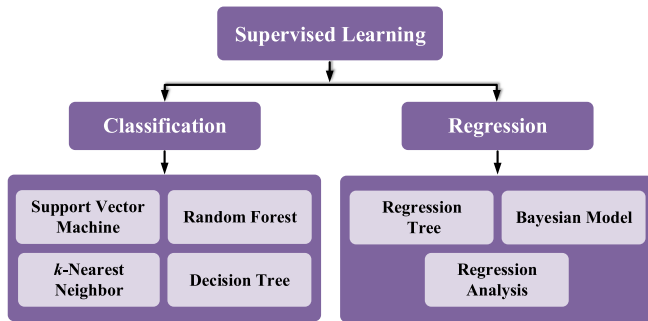 Supervised Learning
Classification
Regression
Support Vector
Machine
Random Forest
k-Nearest
Neighbor
Decision Tree
Regression
Tree
Bayesian Model
Regression
Analysis